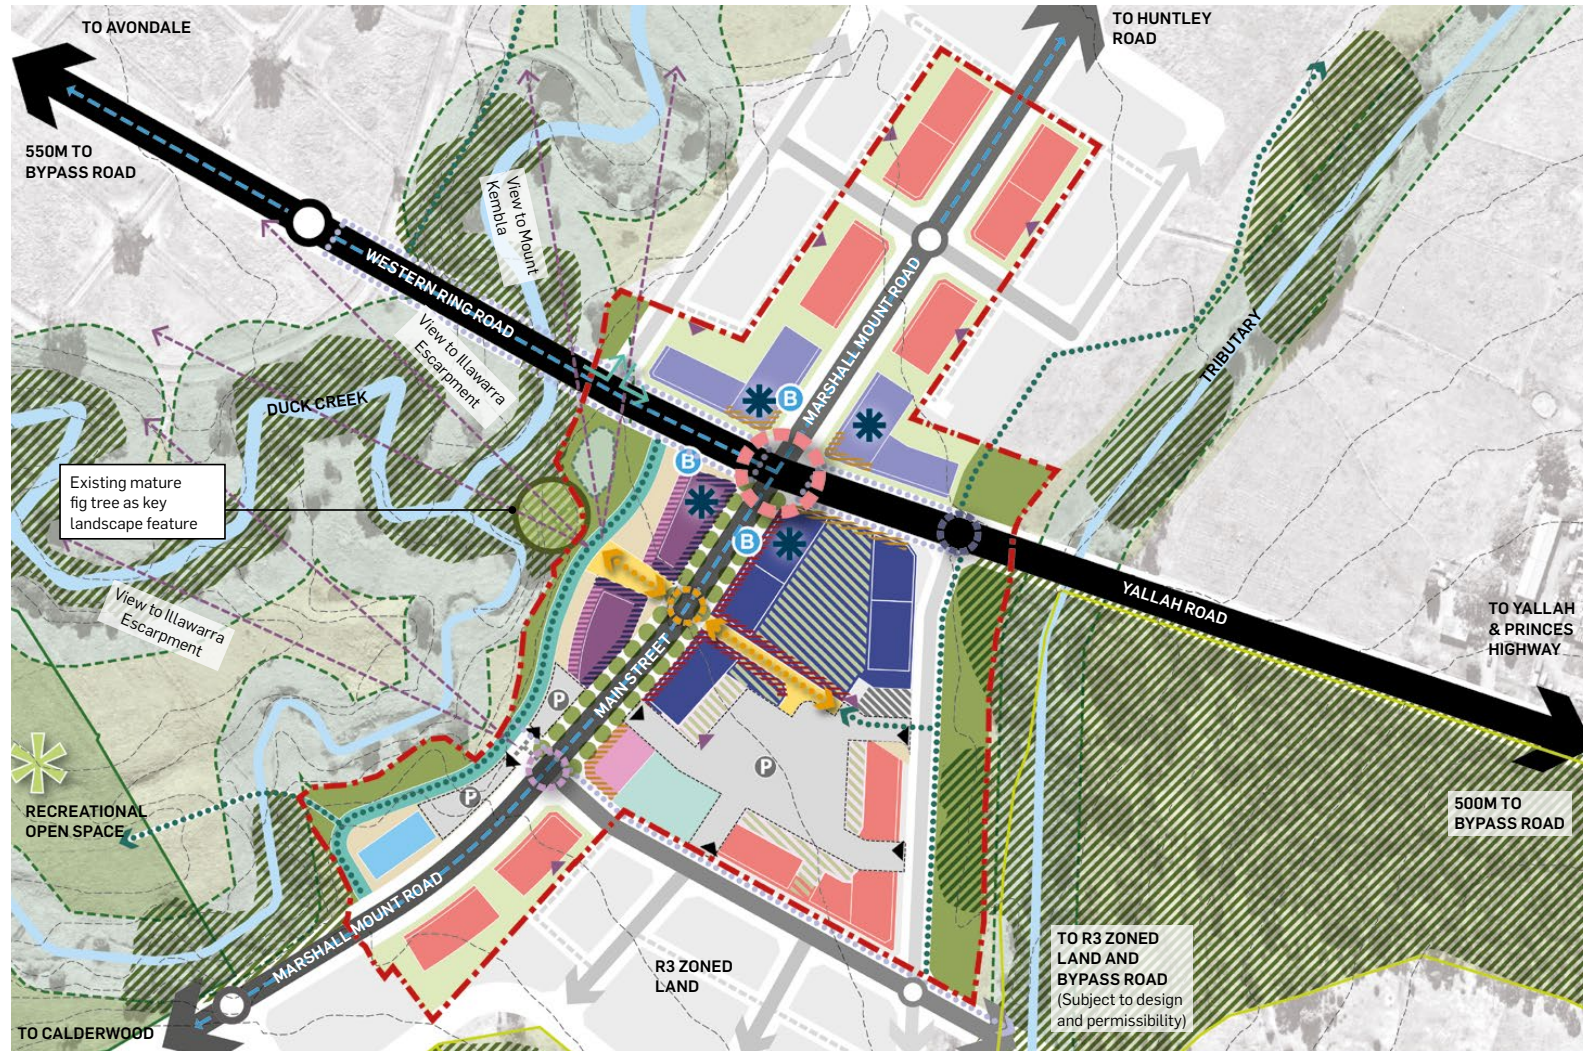 TO AVONDALE
TO HUNTLEY
ROAD
550M TO
BYPASS ROAD
View to Mount
Kembla
WESTERN RING ROAD
MARSHALL MOUNT ROAD
View to Illawarra
Escarpment
TRIBUTARY
DUCK CREEK
B
B
B
Existing mature
fig tree as key
landscape feature
View to Illawarra
Escarpment
YALLAH ROAD
TO YALLAH
& PRINCES
HIGHWAY
MAIN STREET
P
P
P
RECREATIONAL
OPEN SPACE
500M TO
BYPASS ROAD
MARSHALL MOUNT ROAD
R3 ZONED
LAND
TO R3 ZONED
LAND AND
BYPASS ROAD
(Subject to design
and permissibility)
TO CALDERWOOD